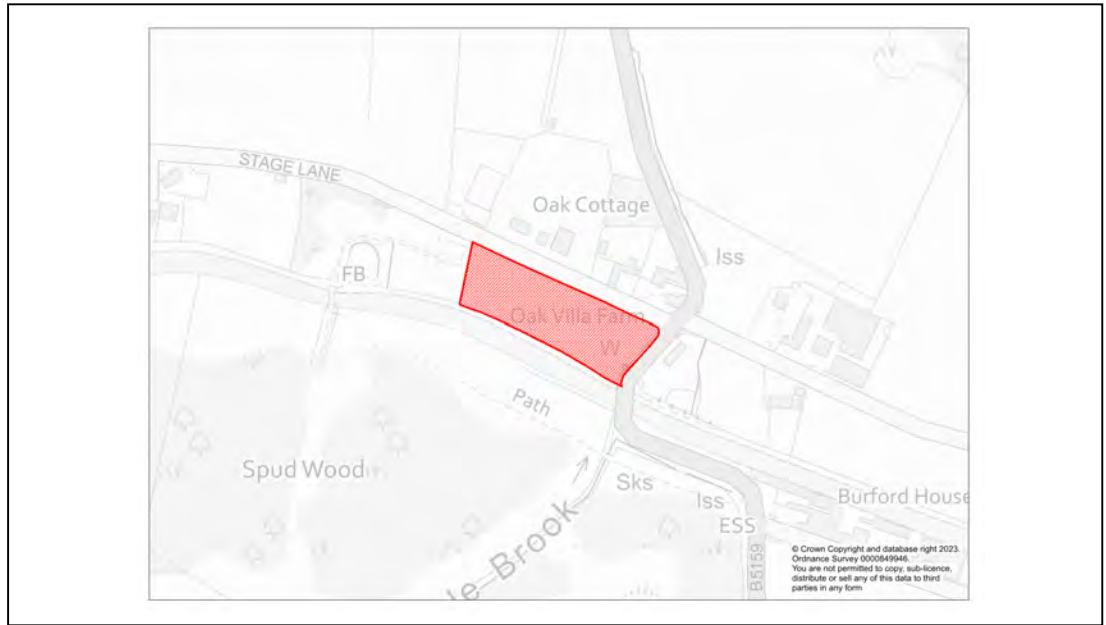 STAGE LANE
Oak Cottage
Iss
FB
Oak Villa Farm
W
Path
Spud Wood
Sks
Iss
Burford House
ESS
le-Brook
B5159
© Crown Copyright and database right 2023.
Ordnance Survey 0000849946.
You are not permitted to copy, sub-licence,
distribute or sell any of this data to third
parties in any form